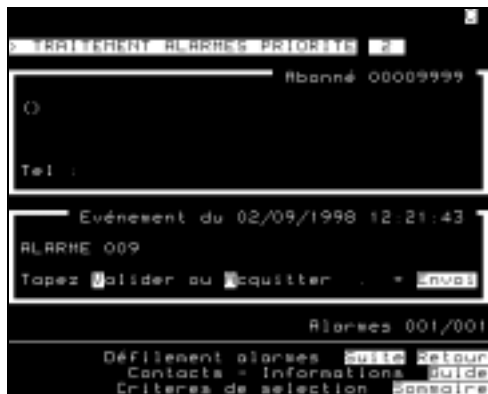 > TRAITEMENT ALARMES PRIORITE 2
Abonné 00009999
()
Tel :
Evénement du 02/09/1998 12:21:43
ALARME 009
Tapez Valider ou Acquitter . + Envoi
Alarmes 001/001
Défilement alarmes Suite Retour
Contacts - Informations Guide
Criteres de selection Sommaire